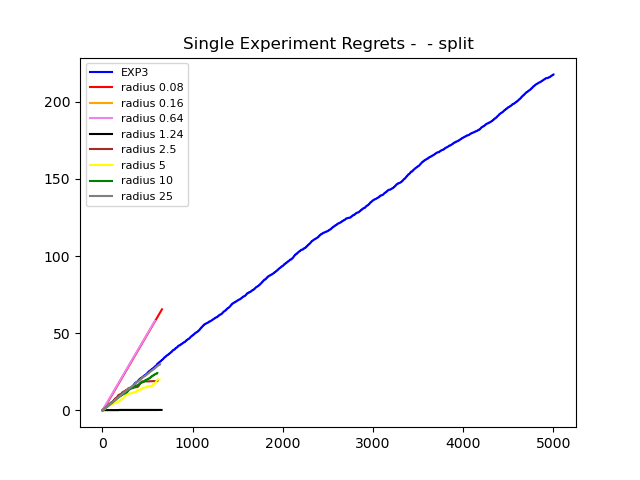 Single Experiment Regrets -  - split
EXP3
radius 0.08
radius 0.16
radius 0.64
radius 1.24
radius 2.5
radius 5
radius 10
radius 25
200
150
100
50
0
0 1000 2000 3000 4000 5000